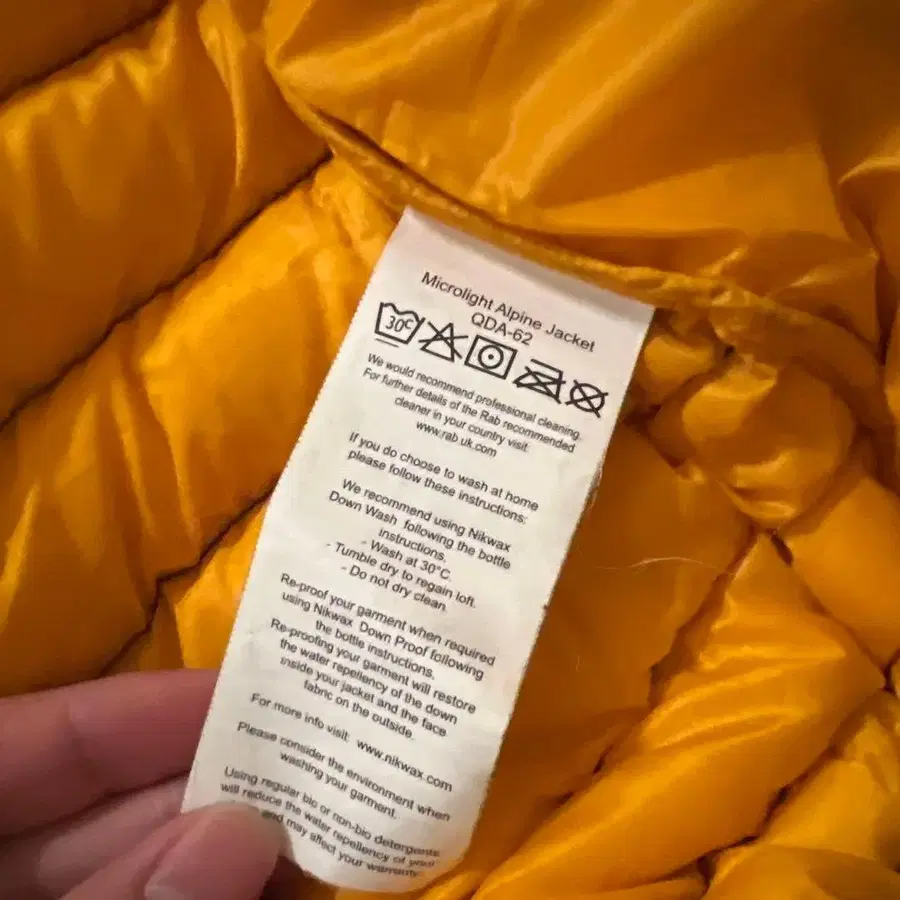 Microlight Alpine Jacket
QDA-62
30C
We would recommend professional cleaning.
For further details of the Rab recommended
cleaner in your country visit:
www.rab.uk.com
If you do choose to wash at home
please follow these instructions:
We recommend using Nikwax
Down Wash following the bottle
instructions.
- Wash at 30°C.
- Tumble dry to regain loft.
- Do not dry clean.
Re-proof your garment when required
using Nikwax Down Proof following
the bottle instructions.
Re-proofing your garment will restore
the water repellency of the down
inside your jacket and the face
fabric on the outside.
For more info visit: www.nikwax.com
Please consider the environment when
washing your garment.
Using regular bio or non-bio detergents
will reduce the water repellency of your
and may affect your warranty.